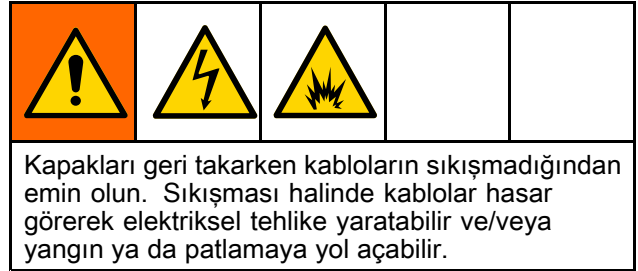 Kapakları geri takarken kabloların sıkışmadığından
emin olun. Sıkışması halinde kablolar hasar
görerek elektriksel tehlike yaratabilir ve/veya
yangın ya da patlamaya yol açabilir.